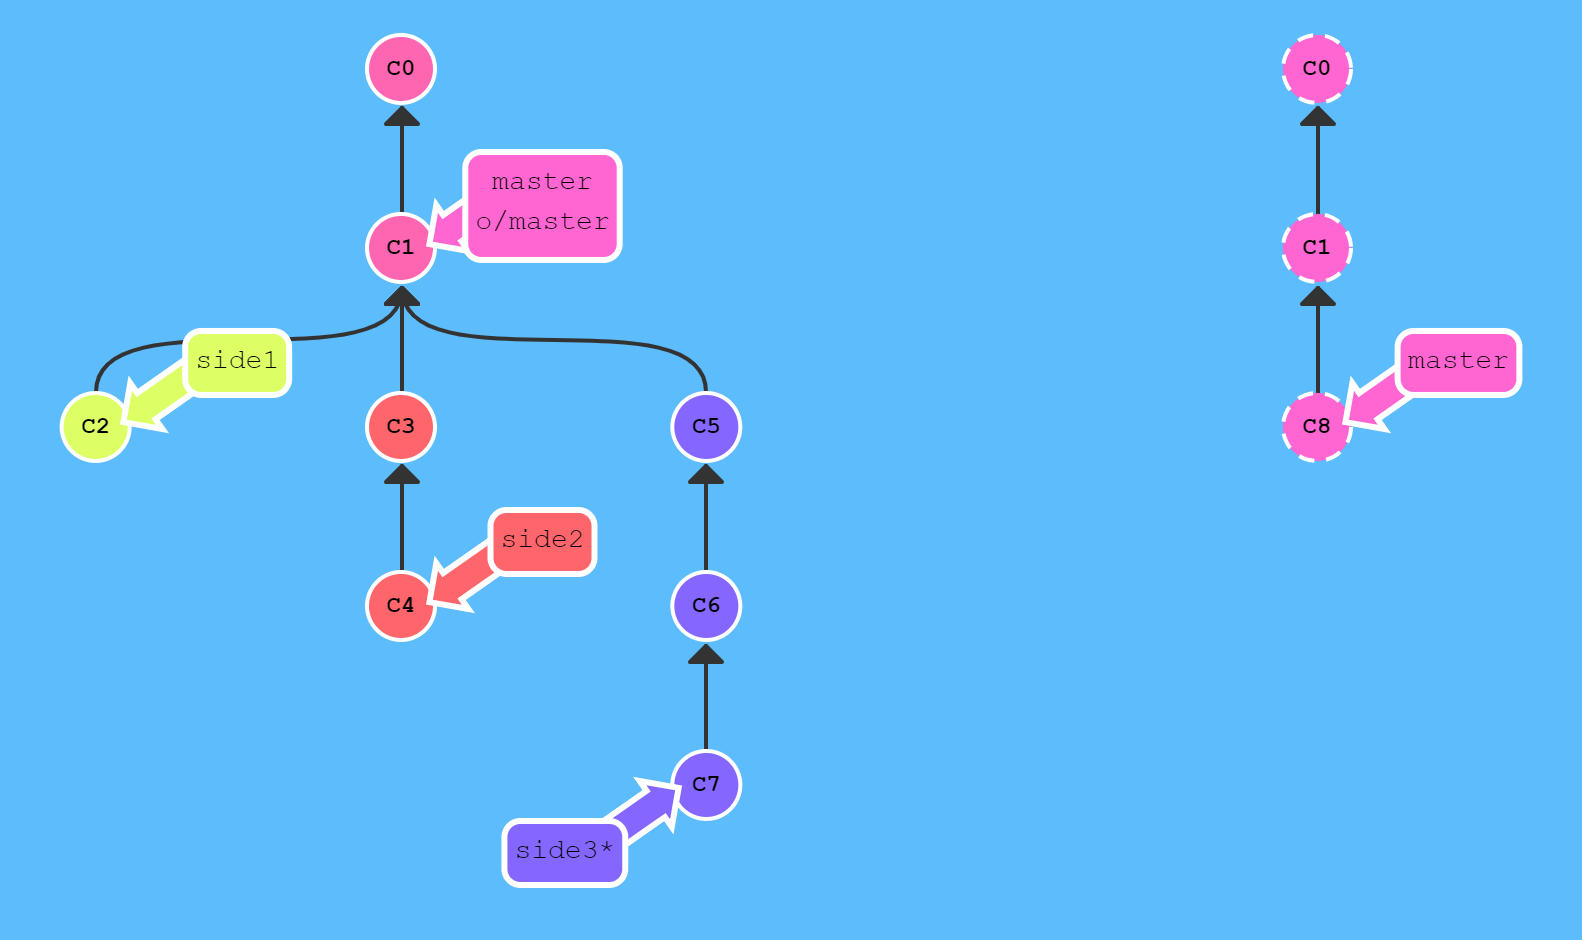 C0
C0
master
o/master
C1
C1
side1
master
C2
C3
C5
C8
side2
C4
C6
C7
side3*